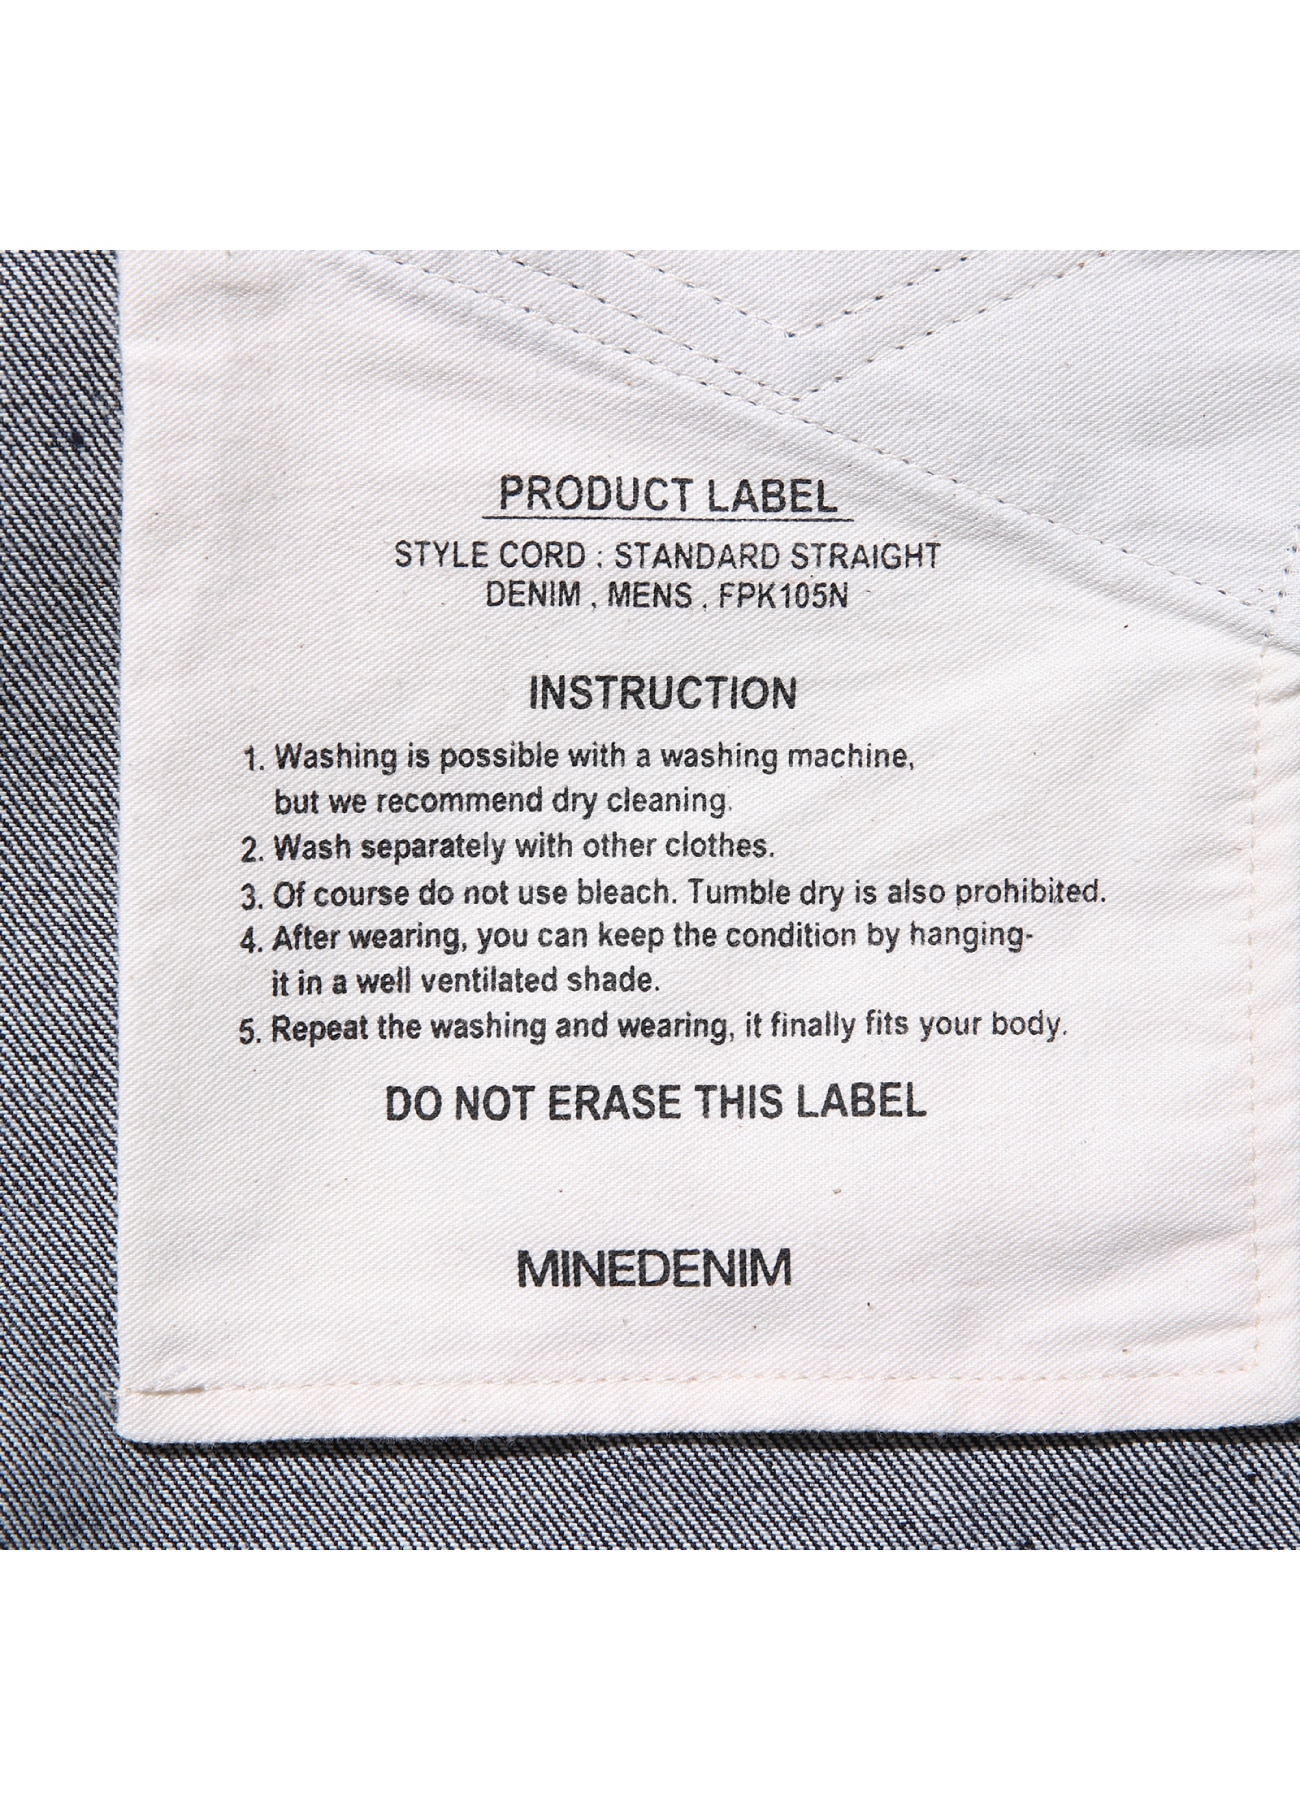 PRODUCT LABEL
STYLE CORD : STANDARD STRAIGHT
DENIM , MENS , FPK105N
INSTRUCTION
1. Washing is possible with a washing machine,
but we recommend dry cleaning.
2. Wash separately with other clothes.
3. Of course do not use bleach. Tumble dry is also prohibited.
4. After wearing, you can keep the condition by hanging-
it in a well ventilated shade.
5. Repeat the washing and wearing, it finally fits your body.
DO NOT ERASE THIS LABEL
MINEDENIM